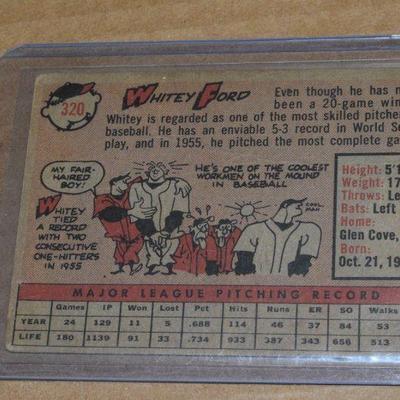 320
WHITEY FORD
Even though he has n
been a 20-game win
Whitey is regarded as one of the most skilled pitcher
baseball. He has an enviable 5-3 record in World Se
play, and in 1955, he pitched the most complete ga
MY FAIR-
HAIRED
BOY!
WHITEY
TIED
A RECORD
WITH TWO
CONSECUTIVE
ONE-HITTERS
IN 1955
HE'S ONE OF THE COOLEST
WORKMEN ON THE MOUND
IN BASEBALL
COOL
MAN
Height: 5'1
Weight: 17
Throws: Le
Bats: Left
Home:
Glen Cove,
Born:
Oct. 21, 19
MAJOR LEAGUE PITCHING RECORD
Games IP Won Lost Pct. Hits Runs ER SO Walks
YEAR 24 129 11 5 .688 114 46 37 84 53
LIFE 180 1139 91 33 .734 933 387 343 667 513